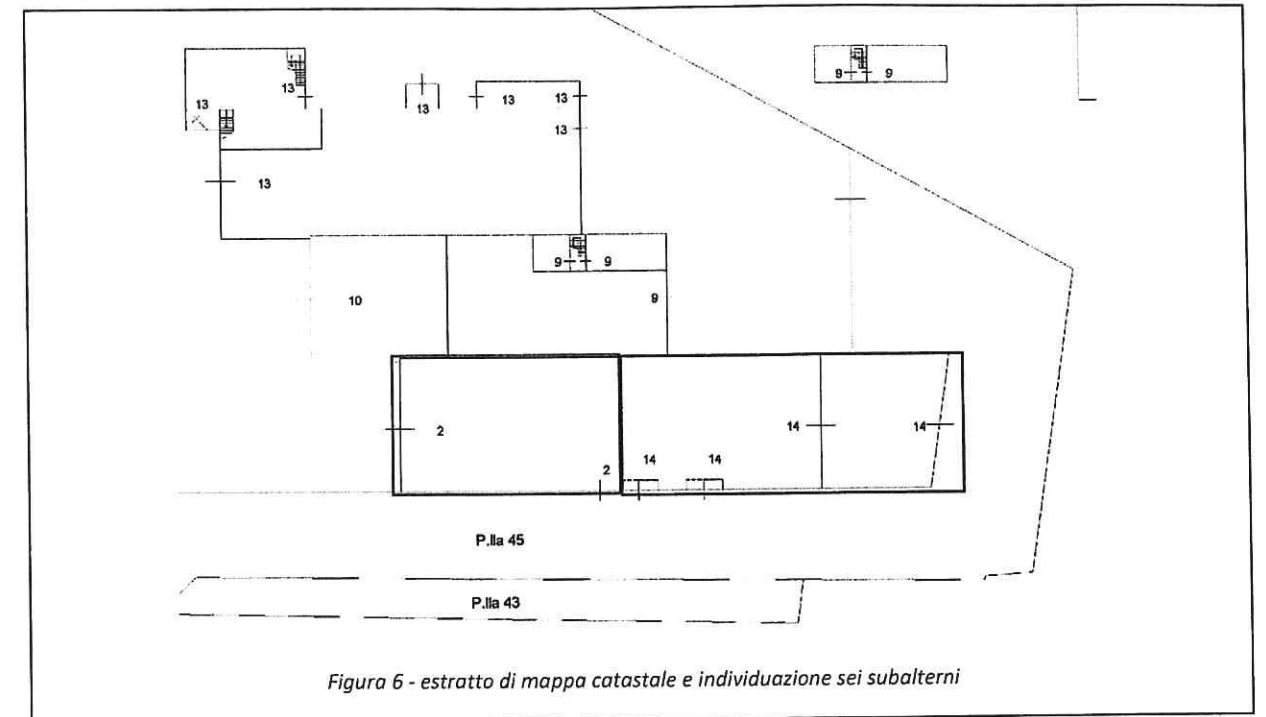 9 9
13
13 13 13 13
13
13
9 9
10 9
2 14 14
2 14 14
P.lla 45
P.lla 43
Figura 6 - estratto di mappa catastale e individuazione sei subalterni